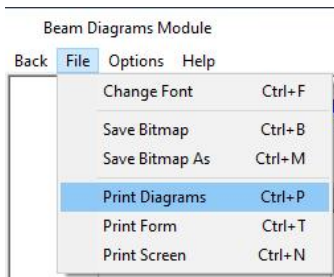 Beam Diagrams Module
Back File Options Help
Change Font Ctrl+F
Save Bitmap Ctrl+B
Save Bitmap As Ctrl+M
Print Diagrams Ctrl+P
Print Form Ctrl+T
Print Screen Ctrl+N